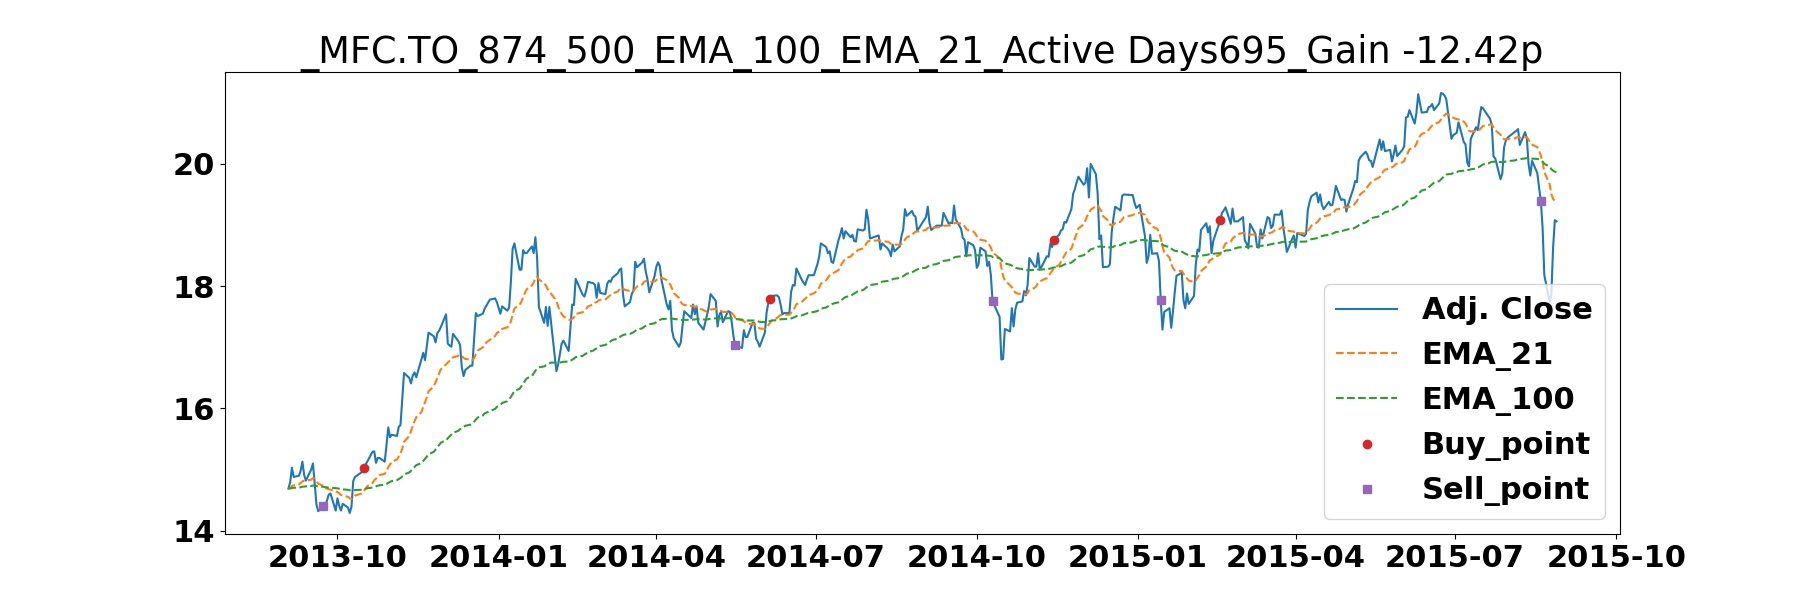 _MFC.TO_874_500_EMA_100_EMA_21_Active Days695_Gain -12.42p
20
18
16
14
2013-10 2014-01 2014-04 2014-07 2014-10 2015-01 2015-04 2015-07 2015-10
Adj. Close
EMA_21
EMA_100
Buy_point
Sell_point